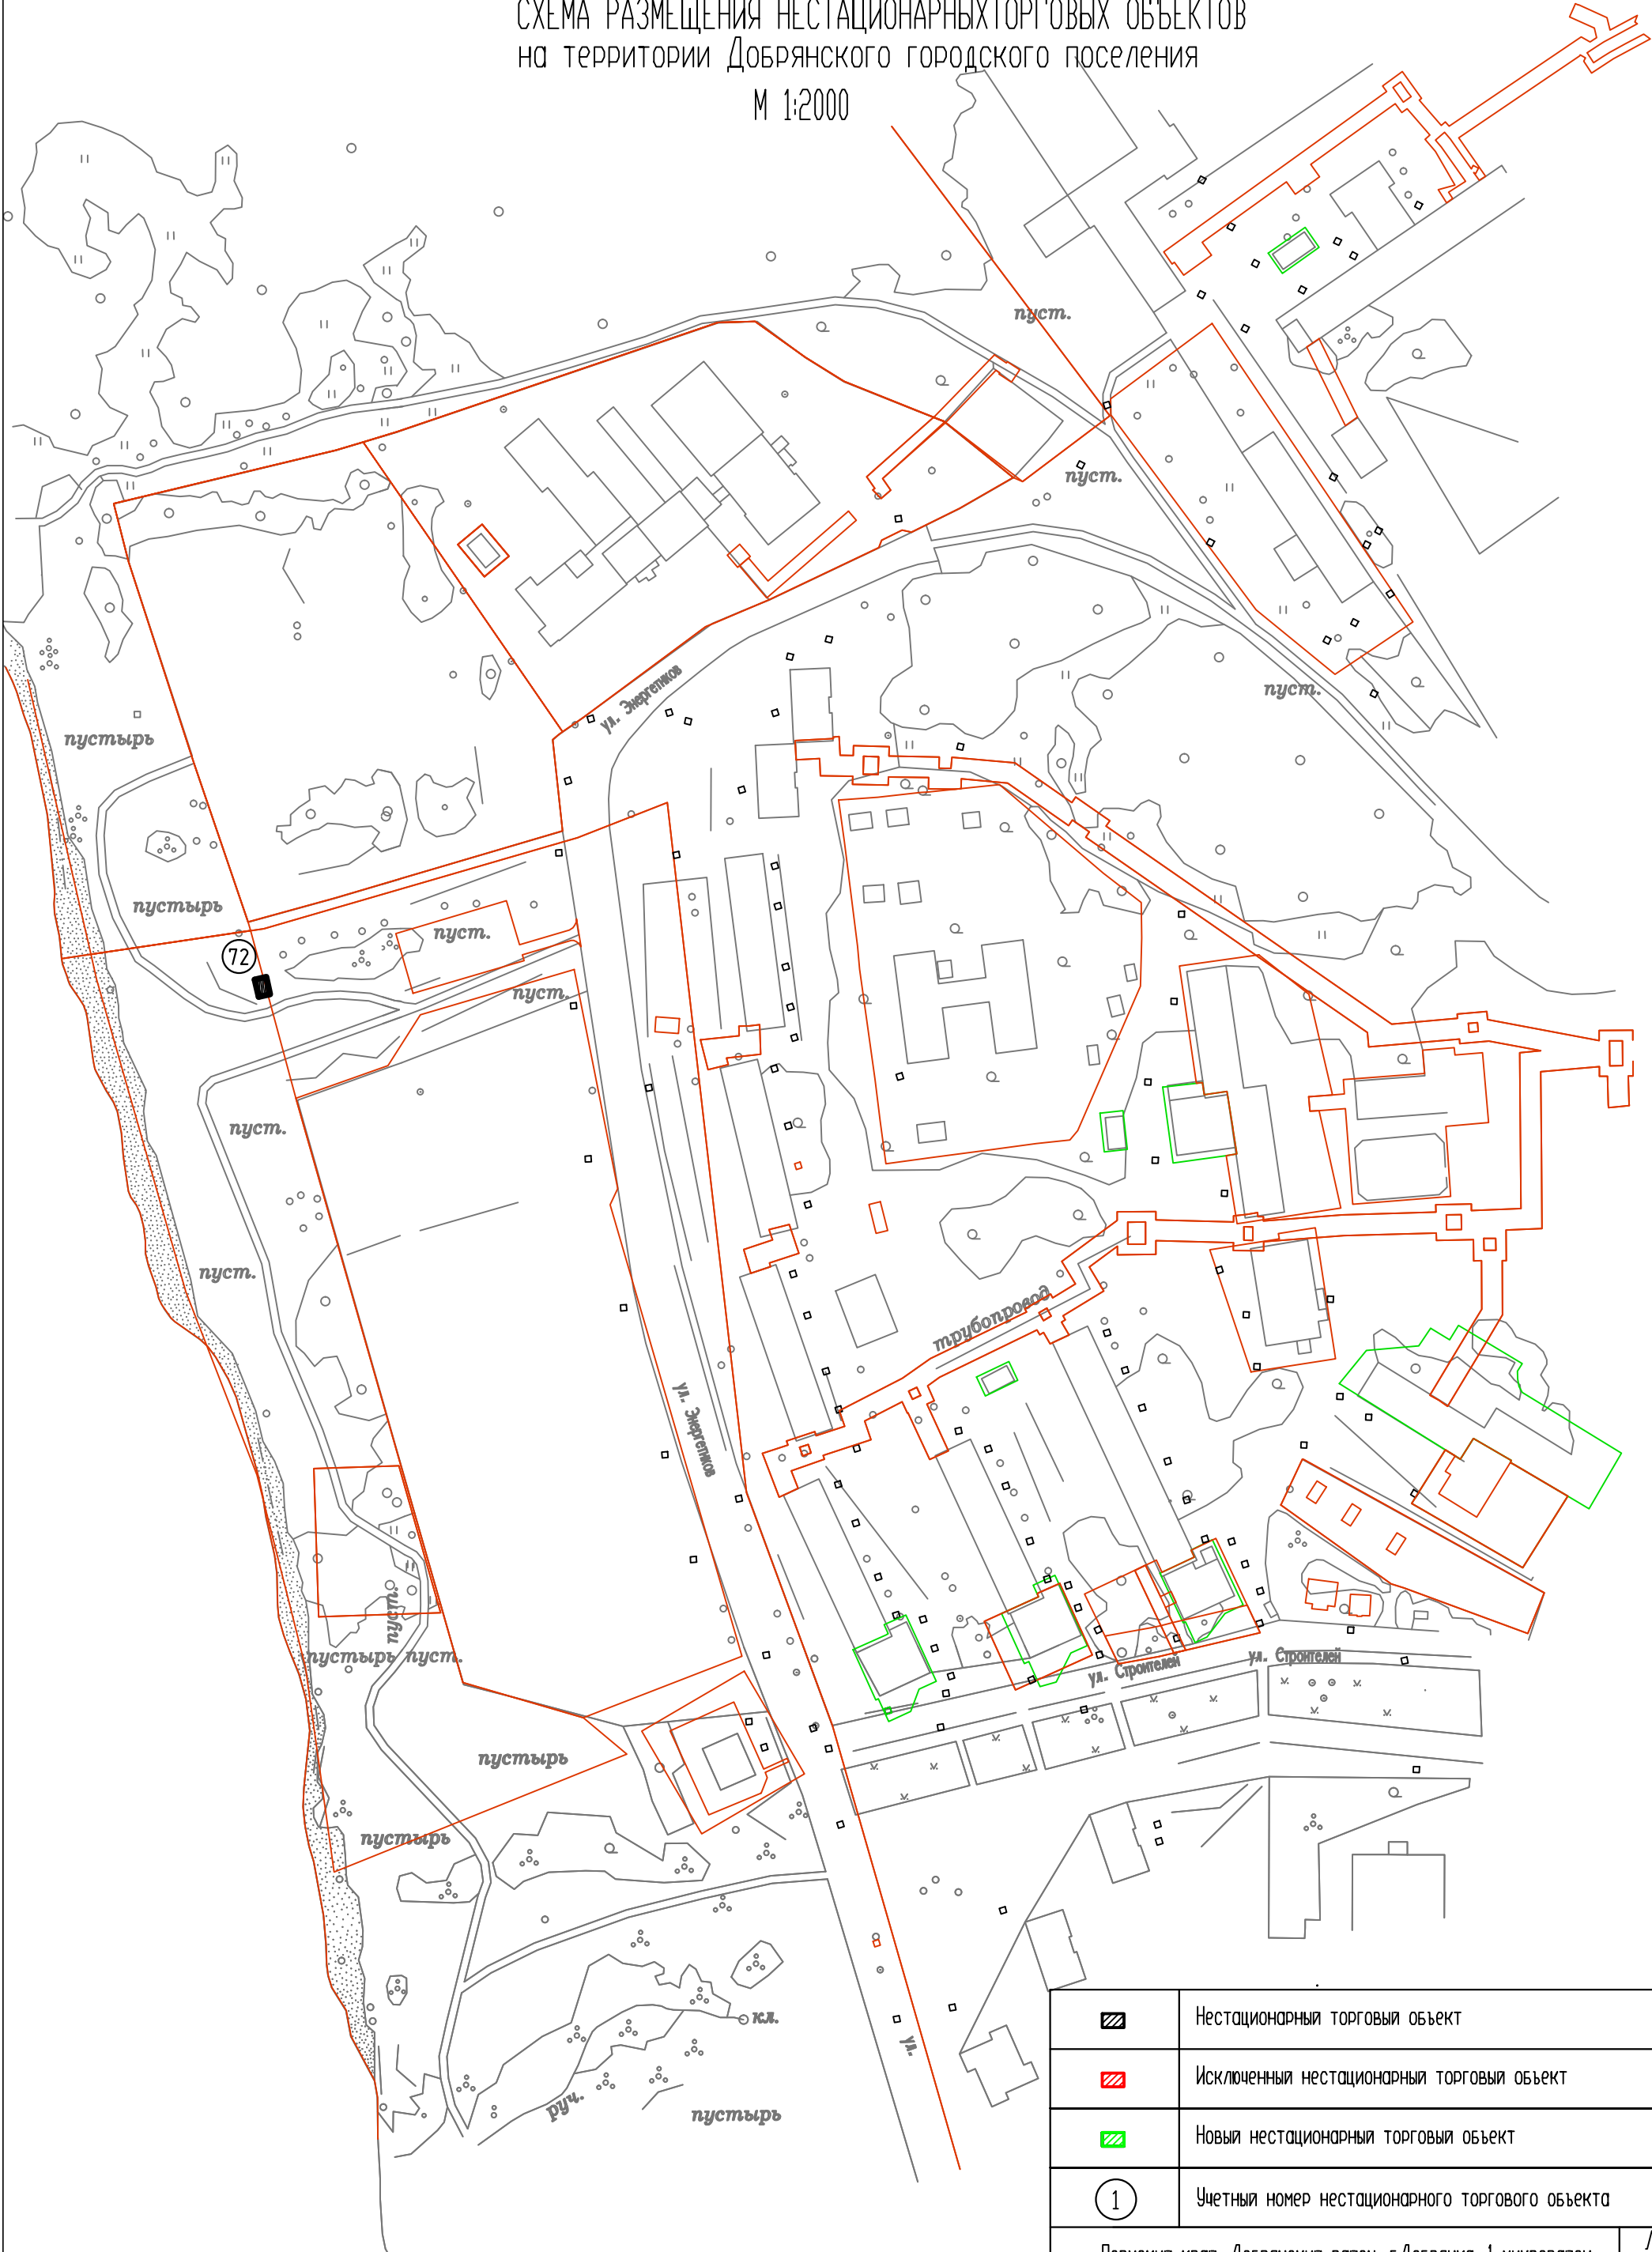 СХЕМА РАЗМЕЩЕНИЯ НЕСТАЦИОНАРНЫХТОРГОВЫХ ОБЪЕКТОВ
на территории Добрянского городского поселения
М 1:2000
пуст.
пуст.
ул. Энергетиков
пуст.
пустырь
пустырь
пуст.
72
пуст.
пуст.
пуст.
трубопровод
ул. Энергетиков
пуст.
пустырь
пуст.
ул. Строителей
ул. Строителей
пустырь
пустырь
кл.
ул.
руч.
пустырь
Нестационарный торговый объект
Исключенный нестационарный торговый объект
Новый нестационарный торговый объект
1
Учетный номер нестационарного торгового объекта